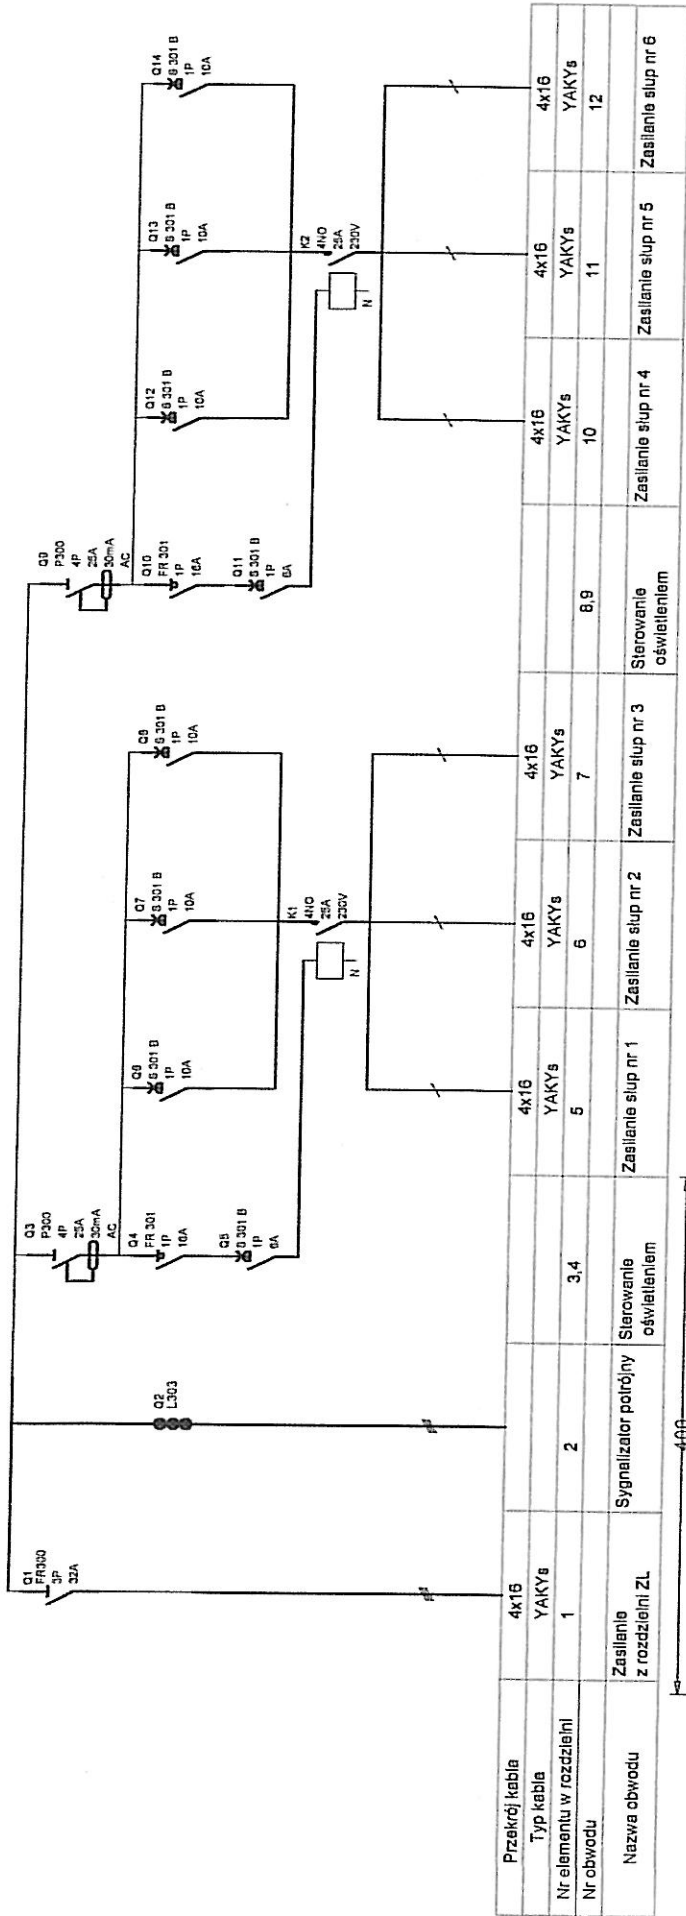 Q1
FR300
3P
32A
Q2
L303
Q3
P300
4P
25A
30mA
AC
Q4
FR 301
1P
16A
Q5
S 301 B
1P
6A
Q6
S 301 B
1P
10A
Q7
S 301 B
1P
10A
Q8
S 301 B
1P
10A
K1
4NO
25A
230V
N
Q9
P300
4P
25A
30mA
AC
Q10
FR 301
1P
16A
Q11
S 301 B
1P
6A
Q12
S 301 B
1P
10A
Q13
S 301 B
1P
10A
Q14
S 301 B
1P
10A
K2
4NO
25A
230V
N
Przekrój kabla 4x16 4x16 4x16 4x16 4x16 4x16 4x16
Typ kabla YAKYs YAKYs YAKYs YAKYs YAKYs YAKYs YAKYs
Nr elementu w rozdzielni 1 2 3,4 5 6 7 8,9 10 11 12
Nr obwodu
Nazwa obwodu
Zasilanie
z rozdzielni ZL
Sygnalizator potrójny
Sterowanie
oświetleniem
Zasilanie słup nr 1
Zasilanie słup nr 2
Zasilanie słup nr 3
Sterowanie
oświetleniem
Zasilanie słup nr 4
Zasilanie słup nr 5
Zasilanie słup nr 6
400